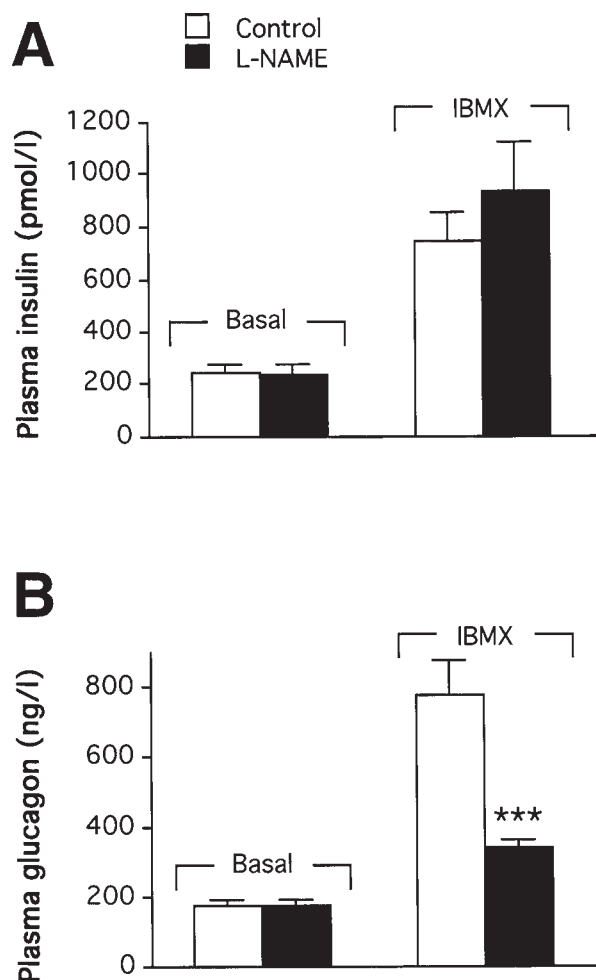 A
Control
L-NAME
Plasma insulin (pmol/l)
1200
1000
800
600
400
200
0
Basal
IBMX
B
Plasma glucagon (ng/l)
800
600
400
200
0
Basal
IBMX
***